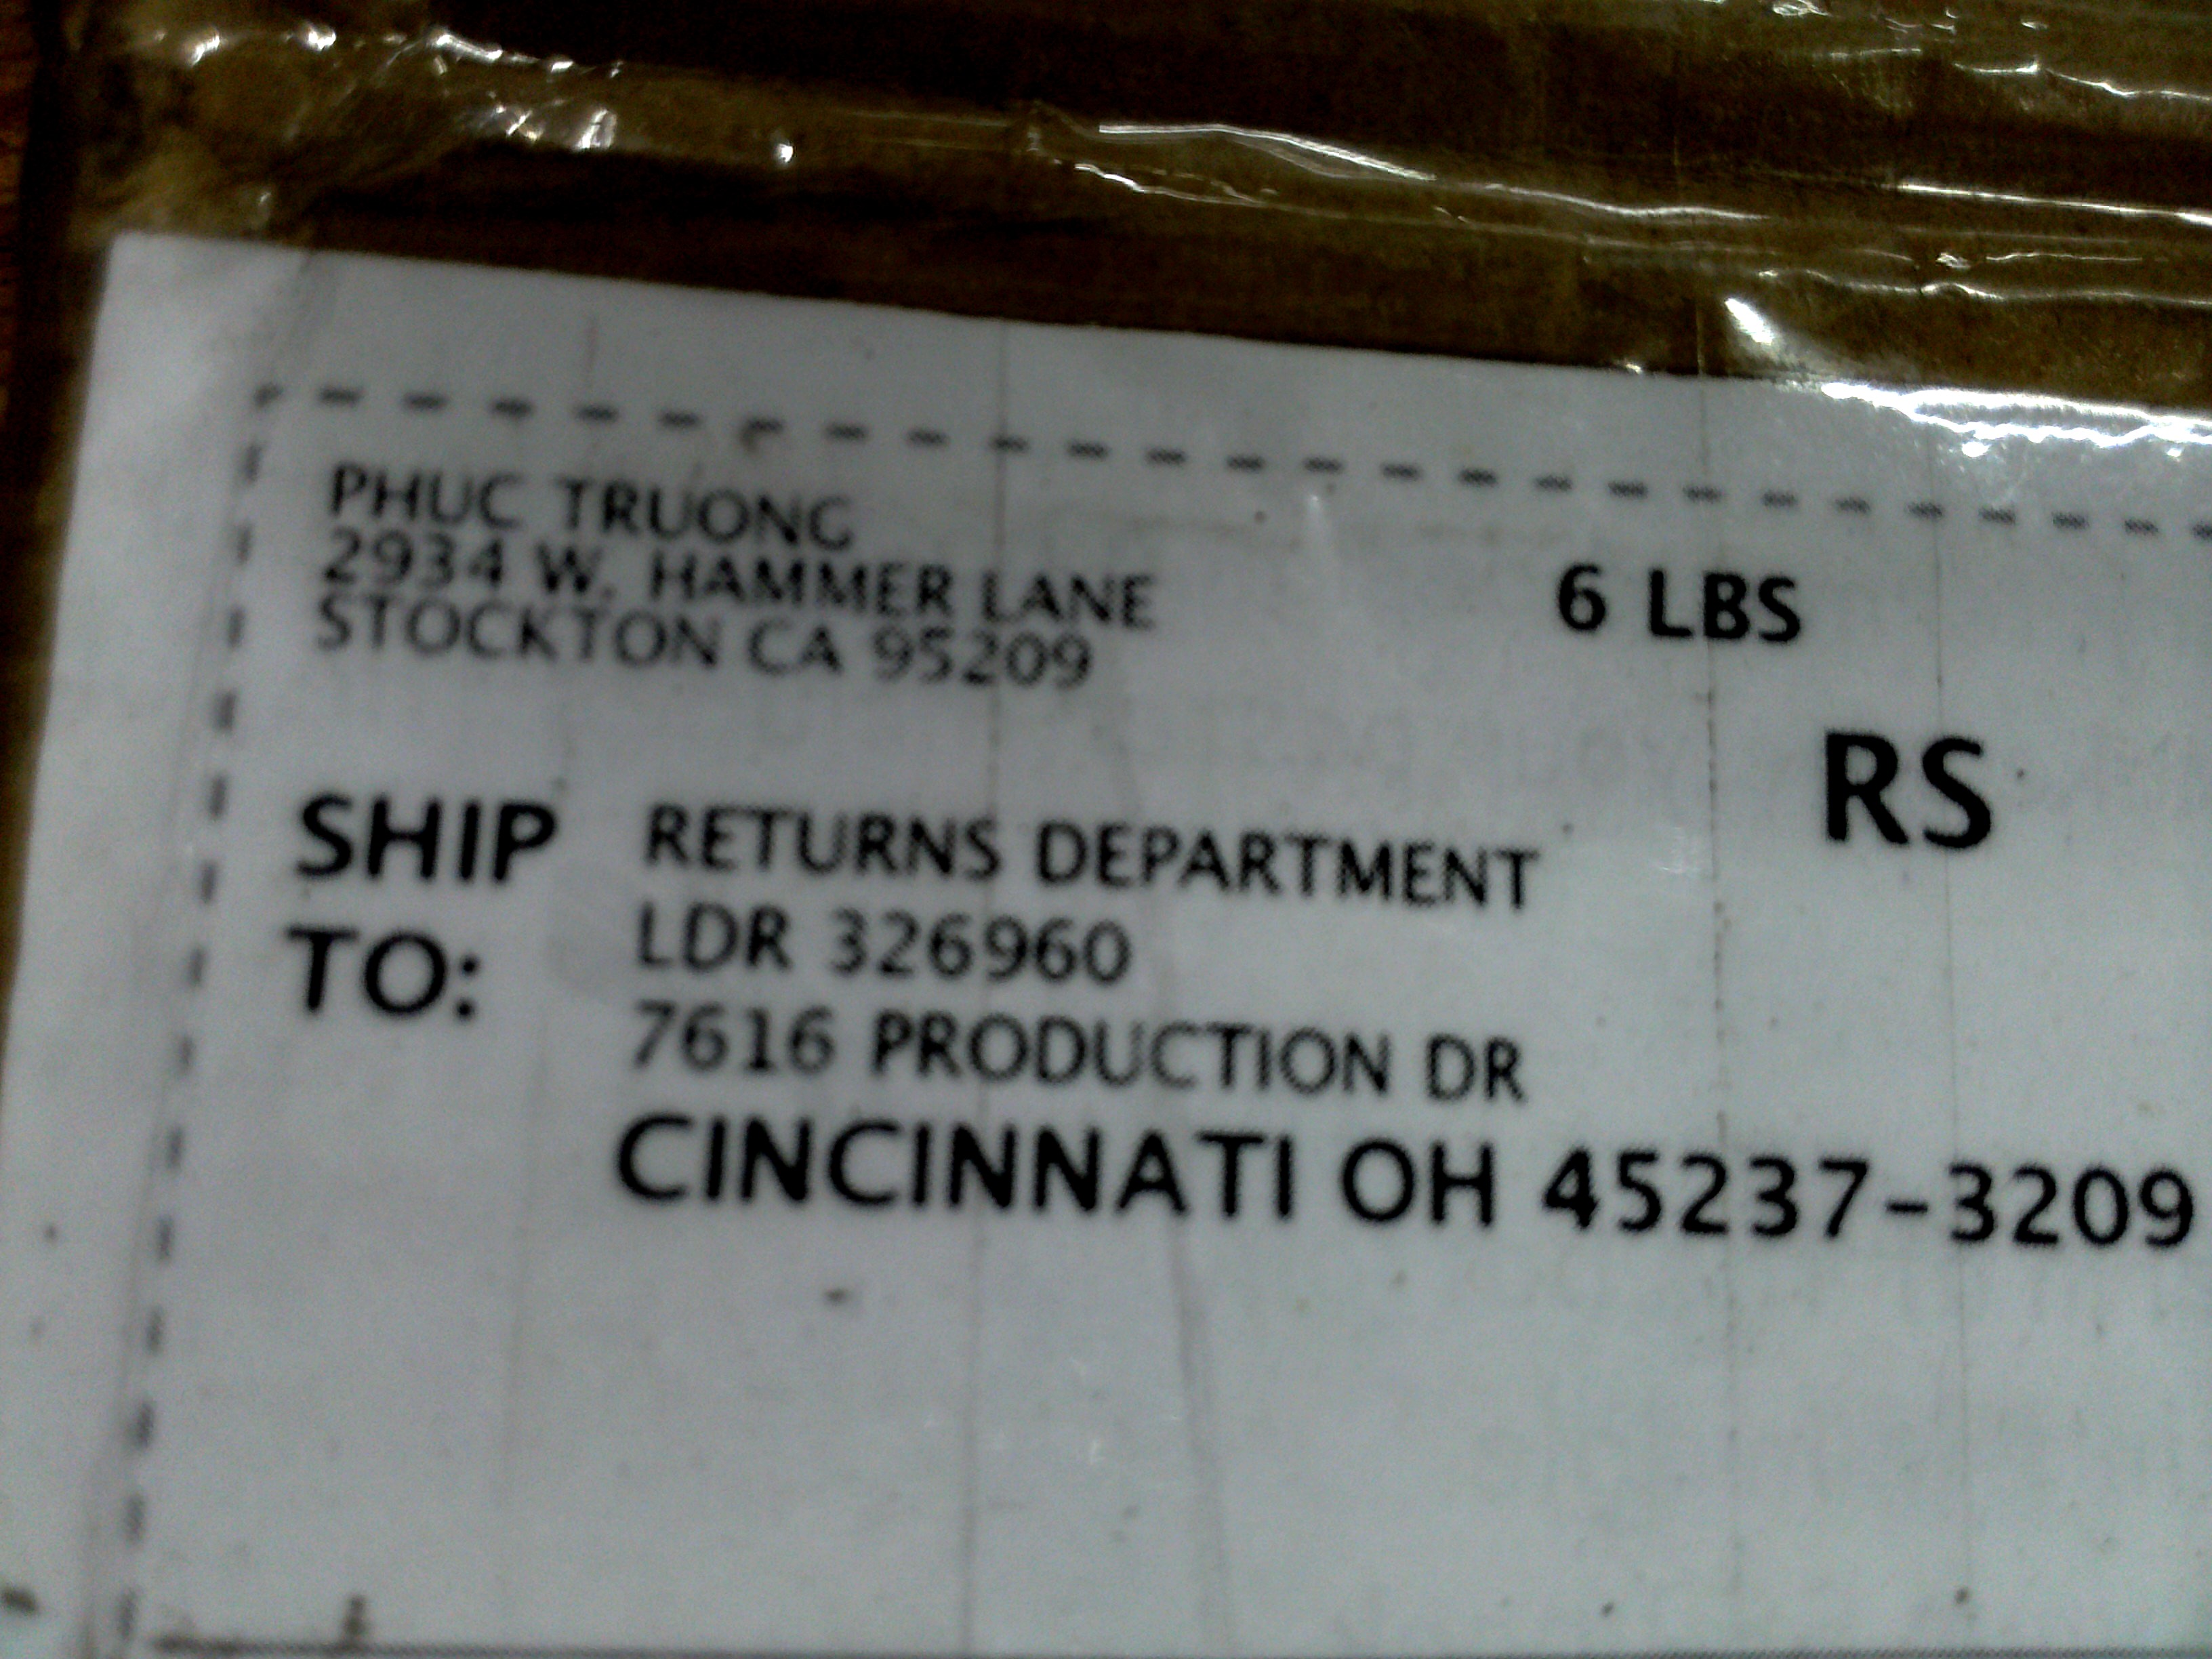 PHUC TRUONG
2934 W. HAMMER LANE
STOCKTON CA 95209
6 LBS
RS
SHIP
TO:
RETURNS DEPARTMENT
LDR 326960
7616 PRODUCTION DR
CINCINNATI OH 45237-3209